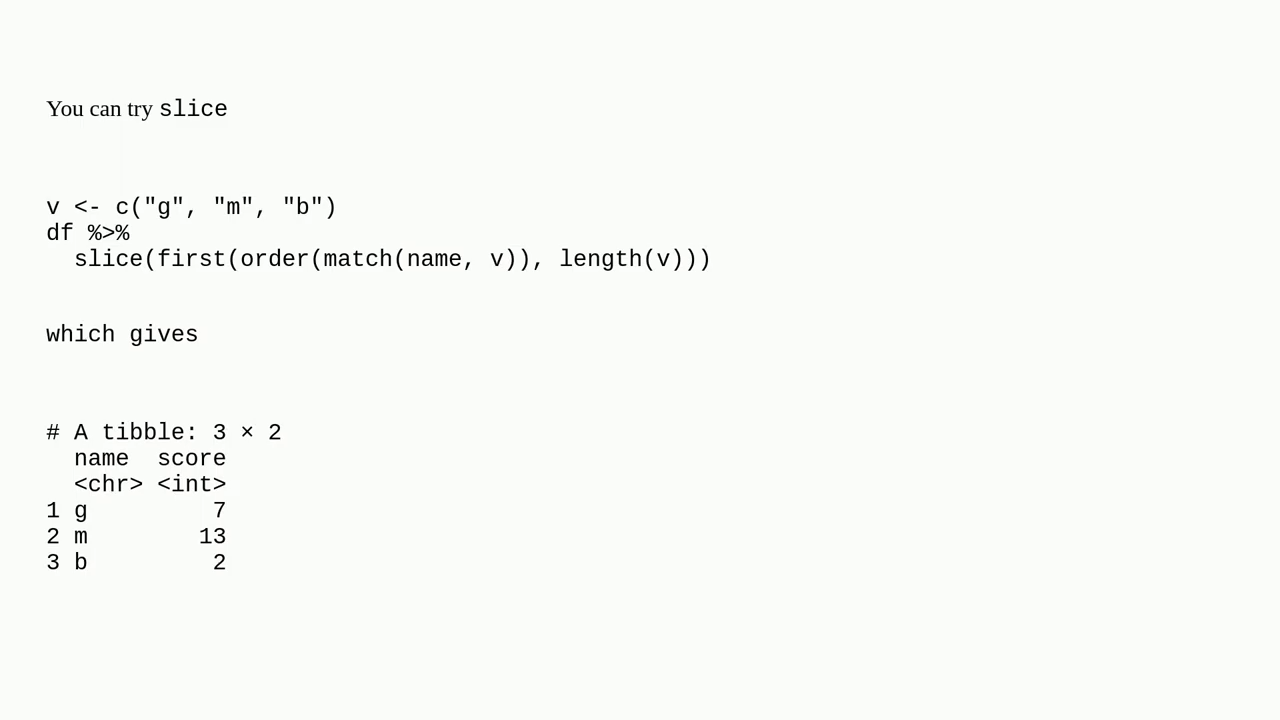 You can try slice
v <- c("g", "m", "b")
df %>%
  slice(first(order(match(name, v)), length(v)))
which gives
# A tibble: 3 × 2
  name  score
  <chr> <int>
1 g         7
2 m        13
3 b         2